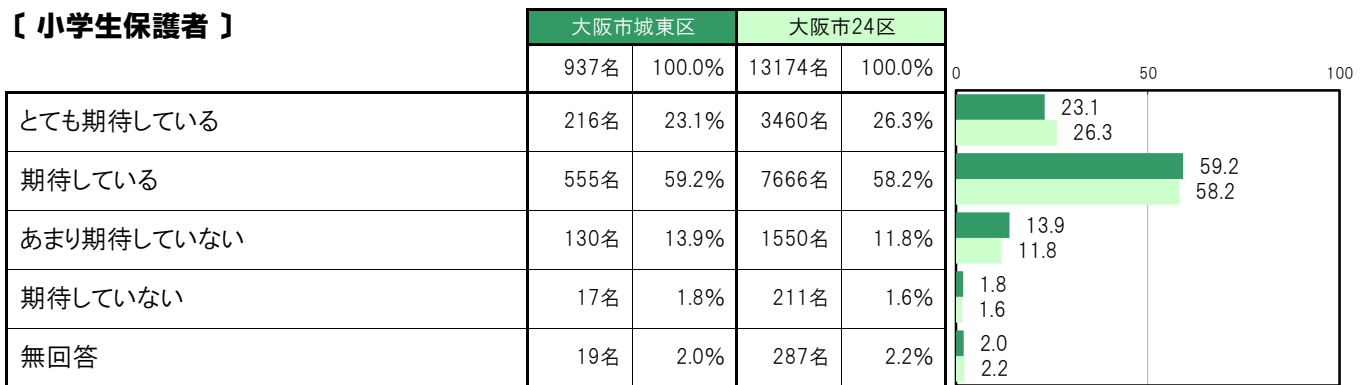 〔 小学生保護者 〕
大阪市城東区 大阪市24区
937名 100.0% 13174名 100.0%
0 50 100
とても期待している 216名 23.1% 3460名 26.3%
23.1
26.3
期待している 555名 59.2% 7666名 58.2%
59.2
58.2
あまり期待していない 130名 13.9% 1550名 11.8%
13.9
11.8
期待していない 17名 1.8% 211名 1.6%
1.8
1.6
無回答 19名 2.0% 287名 2.2%
2.0
2.2